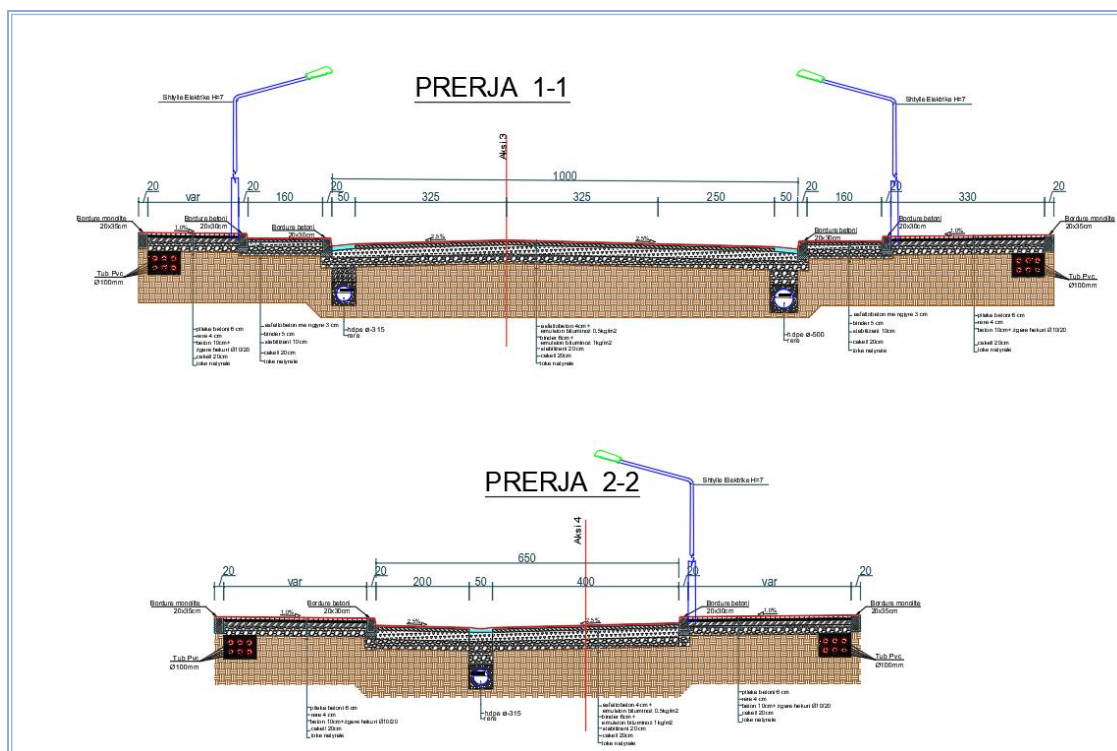 PRERJA 1-1
Shtylle Elektrike H=7
Shtylle Elektrike H=7
Aksi 3
1000
20 var 20 160 20 50 325 325 250 50 20 160 20 330 20
Bordure monolite
20x35cm
1.0%
Bordure betoni
20x30cm
Bordure betoni
20x30cm
2.5%
2.5%
Bordure betoni
20x30cm
Bordure betoni
20x30cm
1.0%
Bordure monolite
20x35cm
Tub Pvc
Ø100mm
Tub Pvc
Ø100mm
pllaka betoni 6 cm
rere 4 cm
beton 10cm+
zgare hekuri Ø10/20
cakell 20cm
toke natyrale
asfaltobeton me ngjyre 3 cm
binder 5 cm
stabilizant 10cm
cakell 20cm
toke natyrale
hdpe ø-315
rere
asfaltobeton 4cm +
emulsion bituminoz 0.5kg/m2
binder 6cm+
emulsion bituminoz 1kg/m2
stabilizant 20cm
cakell 20cm
toke natyrale
hdpe ø-500
rere
asfaltobeton me ngjyre 3 cm
binder 5 cm
stabilizant 10cm
cakell 20cm
toke natyrale
pllaka betoni 6 cm
rere 4 cm
beton 10cm+ zgare hekuri Ø10/20
cakell 20cm
toke natyrale
PRERJA 2-2
Shtylle Elektrike H=7
Aksi 4
650
20 var 20 200 50 400 20 var 20
Bordure monolite
20x35cm
1.0%
Bordure betoni
20x30cm
2.5%
2.5%
Bordure betoni
20x30cm
1.0%
Bordure monolite
20x35cm
Tub Pvc
Ø100mm
Tub Pvc
Ø100mm
pllaka betoni 6 cm
rere 4 cm
beton 10cm+ zgare hekuri Ø10/20
cakell 20cm
toke natyrale
hdpe ø-315
rere
asfaltobeton 4cm +
emulsion bituminoz 0.5kg/m2
binder 6cm+
emulsion bituminoz 1kg/m2
stabilizant 20cm
cakell 20cm
toke natyrale
pllaka betoni 6 cm
rere 4 cm
beton 10cm+ zgare hekuri Ø10/20
cakell 20cm
toke natyrale